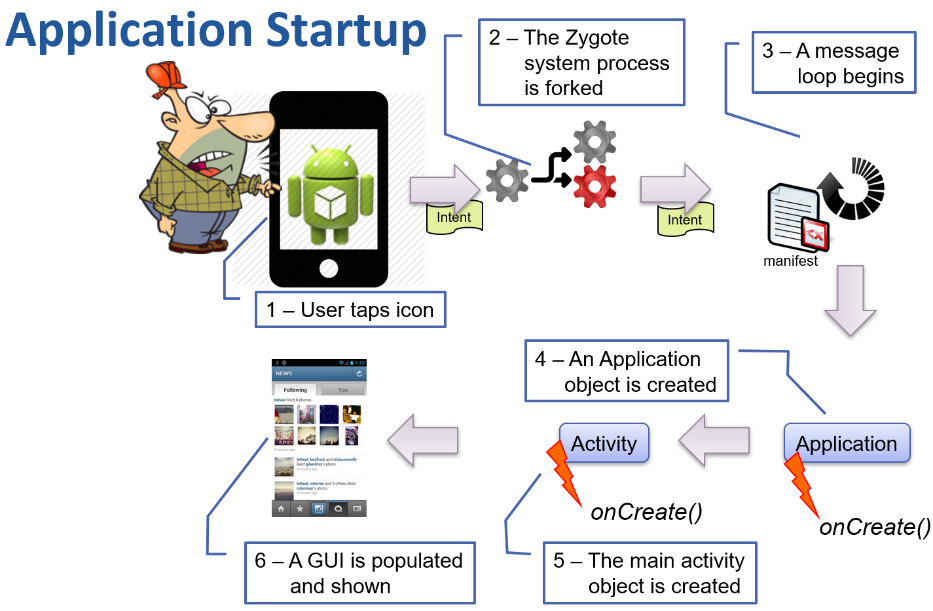 Application Startup
2 – The Zygote
system process
is forked
3 – A message
loop begins
Intent
Intent
manifest
1 – User taps icon
4 – An Application
object is created
NEWS
Following
You
Activity
Application
onCreate()
onCreate()
6 – A GUI is populated
and shown
5 – The main activity
object is created